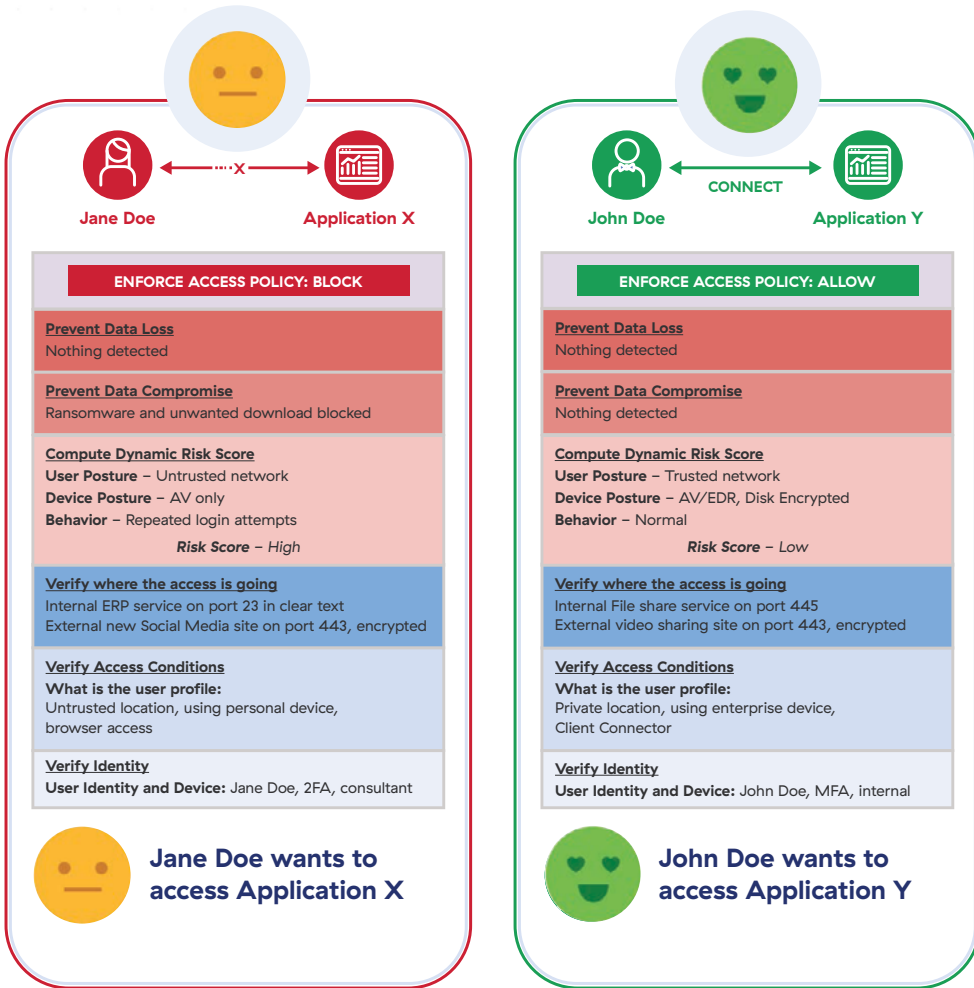 X
Jane Doe
Application X
ENFORCE ACCESS POLICY: BLOCK
Prevent Data Loss
Nothing detected
Prevent Data Compromise
Ransomware and unwanted download blocked
Compute Dynamic Risk Score
User Posture – Untrusted network
Device Posture – AV only
Behavior – Repeated login attempts
Risk Score – High
Verify where the access is going
Internal ERP service on port 23 in clear text
External new Social Media site on port 443, encrypted
Verify Access Conditions
What is the user profile:
Untrusted location, using personal device,
browser access
Verify Identity
User Identity and Device: Jane Doe, 2FA, consultant
Jane Doe wants to
access Application X
CONNECT
John Doe
Application Y
ENFORCE ACCESS POLICY: ALLOW
Prevent Data Loss
Nothing detected
Prevent Data Compromise
Nothing detected
Compute Dynamic Risk Score
User Posture – Trusted network
Device Posture – AV/EDR, Disk Encrypted
Behavior – Normal
Risk Score – Low
Verify where the access is going
Internal File share service on port 445
External video sharing site on port 443, encrypted
Verify Access Conditions
What is the user profile:
Private location, using enterprise device,
Client Connector
Verify Identity
User Identity and Device: John Doe, MFA, internal
John Doe wants to
access Application Y